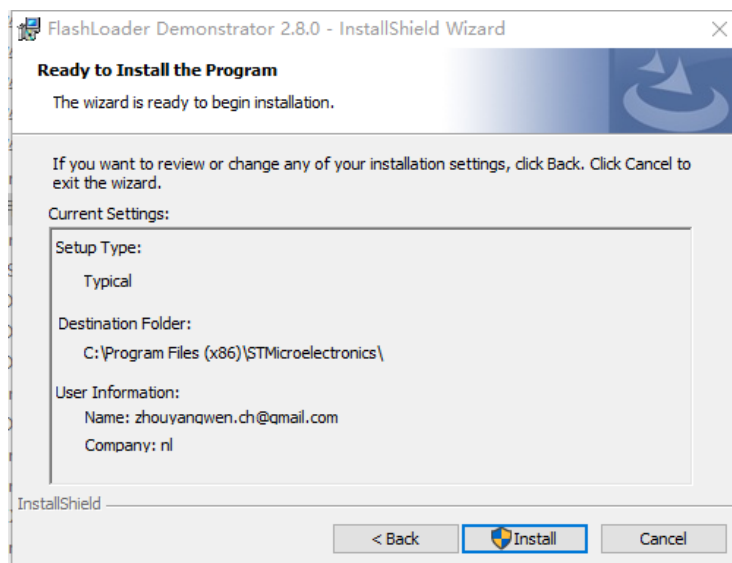 FlashLoader Demonstrator 2.8.0 - InstallShield Wizard
Ready to Install the Program
The wizard is ready to begin installation.
If you want to review or change any of your installation settings, click Back. Click Cancel to
exit the wizard.
Current Settings:
Setup Type:
Typical
Destination Folder:
C:\Program Files (x86)\STMicroelectronics\
User Information:
Name: zhouyangwen.ch@gmail.com
Company: nl
InstallShield
< Back
Install
Cancel